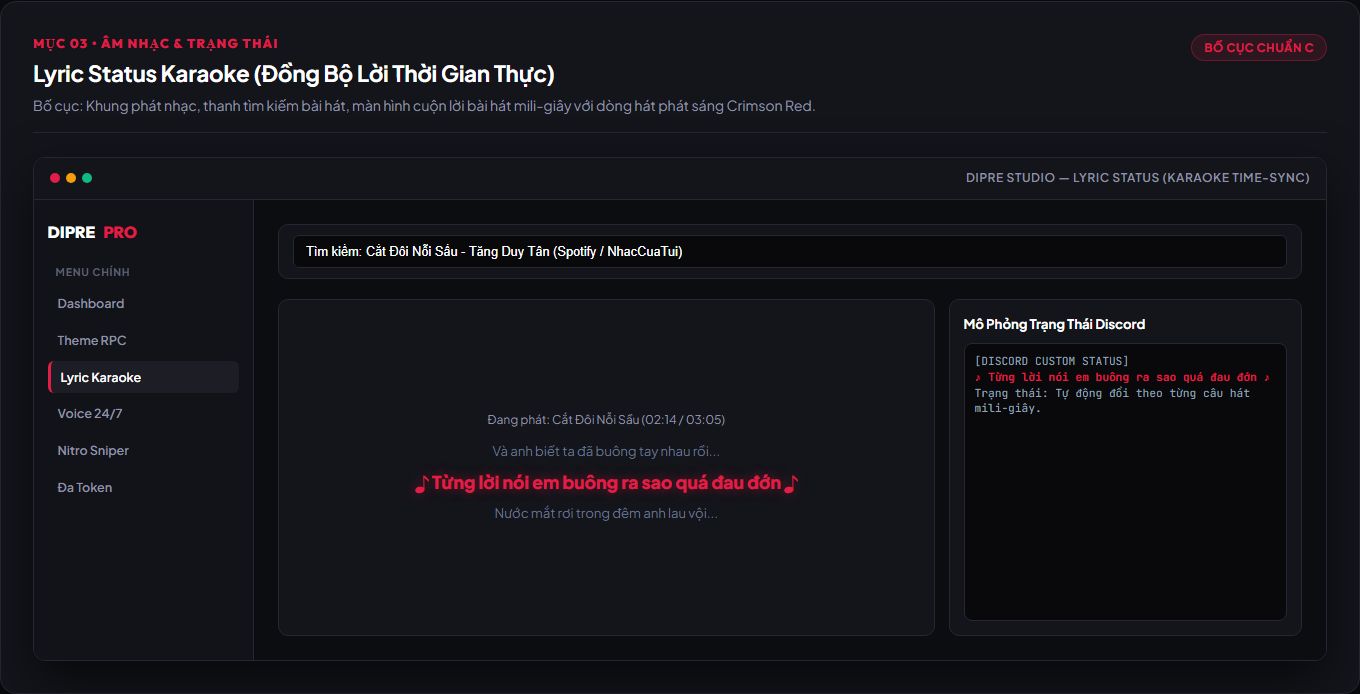 MỤC 03 • ÂM NHẠC & TRẠNG THÁI
BỐ CỤC CHUẨN C
Lyric Status Karaoke (Đồng Bộ Lời Thời Gian Thực)
Bố cục: Khung phát nhạc, thanh tìm kiếm bài hát, màn hình cuộn lời bài hát mili-giây với dòng hát phát sáng Crimson Red.
DIPRE STUDIO — LYRIC STATUS (KARAOKE TIME-SYNC)
DIPRE PRO
MENU CHÍNH
Dashboard
Theme RPC
Lyric Karaoke
Voice 24/7
Nitro Sniper
Đa Token
Tìm kiếm: Cắt Đôi Nỗi Sầu - Tăng Duy Tân (Spotify / NhacCuaTui)
Đang phát: Cắt Đôi Nỗi Sầu (02:14 / 03:05)
Và anh biết ta đã buông tay nhau rồi...
♪ Từng lời nói em buông ra sao quá đau đớn ♪
Nước mắt rơi trong đêm anh lau vội...
Mô Phỏng Trạng Thái Discord
[DISCORD CUSTOM STATUS]
♪ Từng lời nói em buông ra sao quá đau đớn ♪
Trạng thái: Tự động đổi theo từng câu hát
mili-giây.